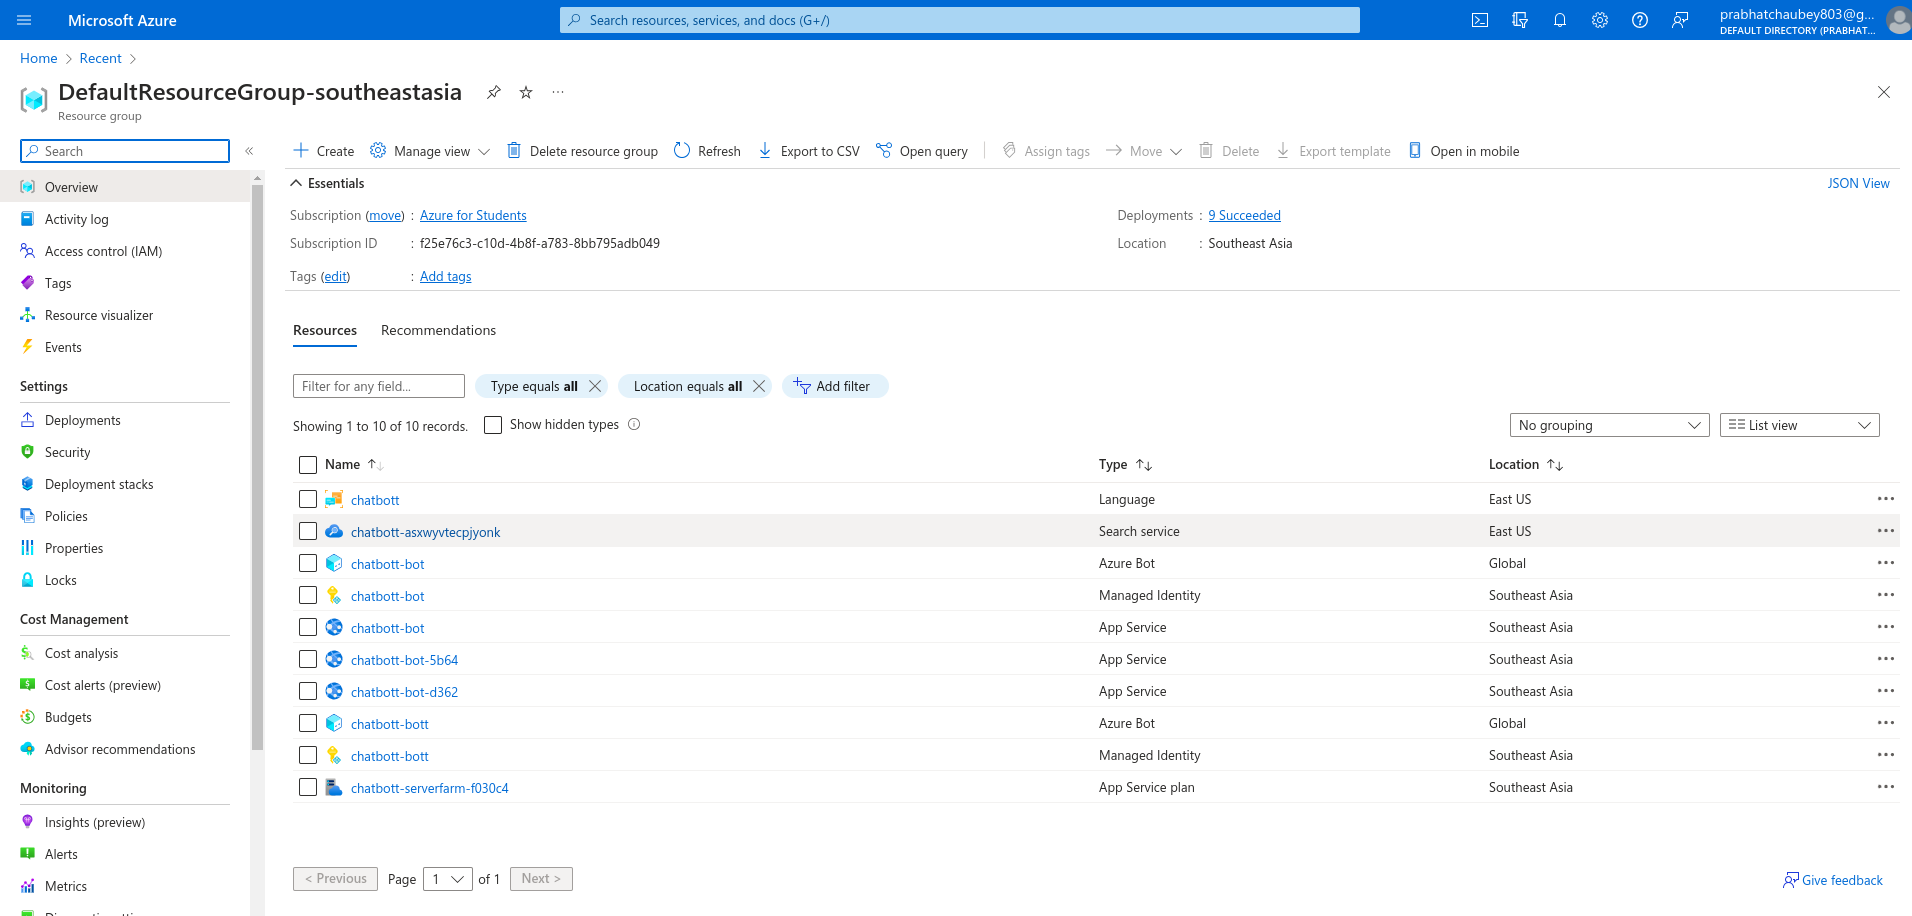 Microsoft Azure
Search resources, services, and docs (G+/)
prabhatchaubey803@g...
DEFAULT DIRECTORY (PRABHAT...
Home > Recent >
DefaultResourceGroup-southeastasia
Resource group
Search
Create
Manage view
Delete resource group
Refresh
Export to CSV
Open query
Assign tags
Move
Delete
Export template
Open in mobile
Overview
Activity log
Access control (IAM)
Tags
Resource visualizer
Events
Settings
Deployments
Security
Deployment stacks
Policies
Properties
Locks
Cost Management
Cost analysis
Cost alerts (preview)
Budgets
Advisor recommendations
Monitoring
Insights (preview)
Alerts
Metrics
Essentials
JSON View
Subscription (move) : Azure for Students
Deployments : 9 Succeeded
Subscription ID : f25e76c3-c10d-4b8f-a783-8bb795adb049
Location : Southeast Asia
Tags (edit) : Add tags
Resources Recommendations
Filter for any field...
Type equals all
Location equals all
Add filter
Showing 1 to 10 of 10 records.
Show hidden types
No grouping
List view
Name Type Location
chatbott Language East US
chatbott-asxwyvtecpjyonk Search service East US
chatbott-bot Azure Bot Global
chatbott-bot Managed Identity Southeast Asia
chatbott-bot App Service Southeast Asia
chatbott-bot-5b64 App Service Southeast Asia
chatbott-bot-d362 App Service Southeast Asia
chatbott-bott Azure Bot Global
chatbott-bott Managed Identity Southeast Asia
chatbott-serverfarm-f030c4 App Service plan Southeast Asia
< Previous Page 1 of 1 Next >
Give feedback